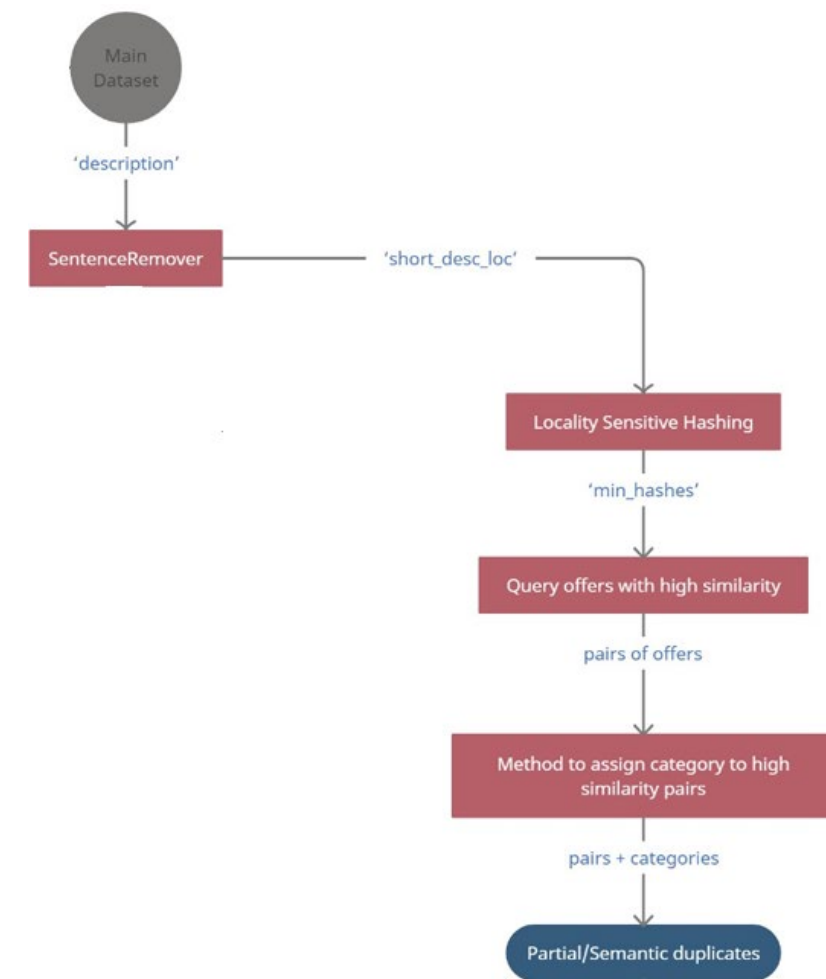 Main
Dataset
‘description’
SentenceRemover
‘short_desc_loc’
Locality Sensitive Hashing
‘min_hashes’
Query offers with high similarity
pairs of offers
Method to assign category to high
similarity pairs
pairs + categories
Partial/Semantic duplicates